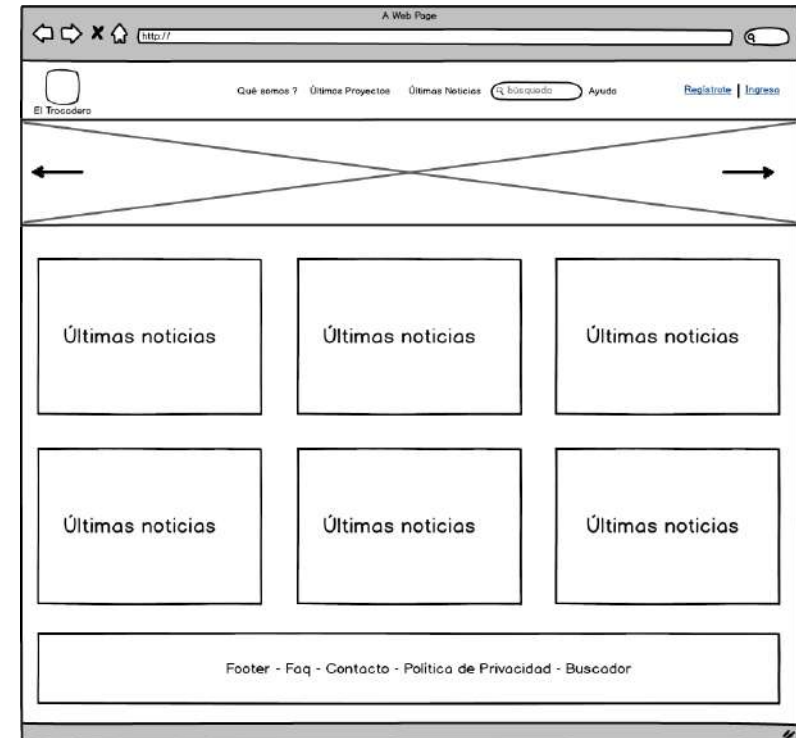 A Web Page
http://
Qué somos ? Últimos Proyectos Últimas Noticias búsqueda Ayuda Regístrate | Ingresa
El Trocadero
Últimas noticias Últimas noticias Últimas noticias
Últimas noticias Últimas noticias Últimas noticias
Footer - Faq - Contacto - Política de Privacidad - Buscador